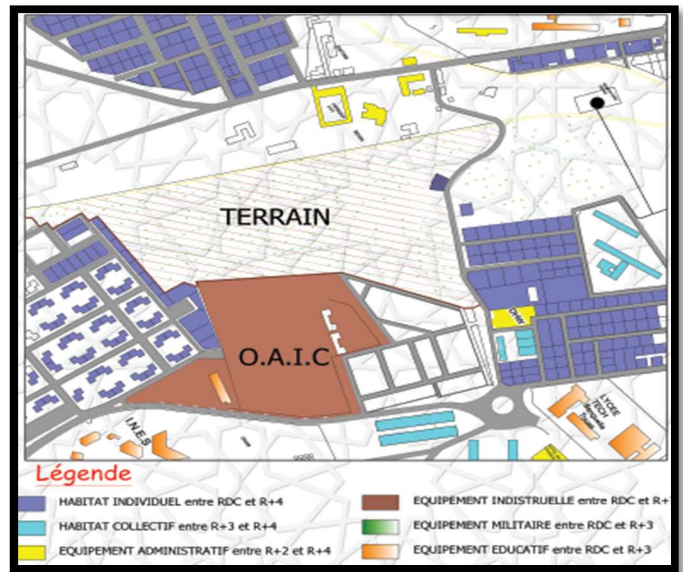 TERRAIN
O.A.I.C
I.N.E.S
LYCEE
TECH
Légende
HABITAT INDIVIDUEL entre RDC et R+4
HABITAT COLLECTIF entre R+3 et R+4
EQUIPEMENT ADMINISTRATIF entre R+2 et R+4
EQUIPEMENT INDISTRUELLE entre RDC et R+
EQUIPEMENT MILITAIRE entre RDC et R+3
EQUIPEMENT EDUCATIF entre RDC et R+3